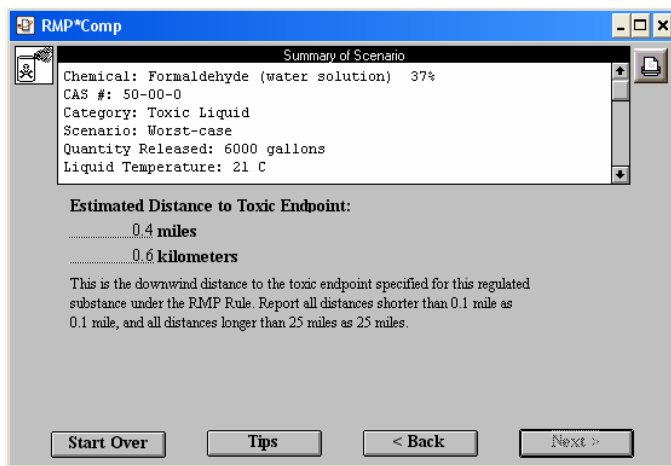 RMP*Comp
Summary of Scenario
Chemical: Formaldehyde (water solution)  37%
CAS #: 50-00-0
Category: Toxic Liquid
Scenario: Worst-case
Quantity Released: 6000 gallons
Liquid Temperature: 21 C
Estimated Distance to Toxic Endpoint:
0.4 miles
0.6 kilometers
This is the downwind distance to the toxic endpoint specified for this regulated
substance under the RMP Rule. Report all distances shorter than 0.1 mile as
0.1 mile, and all distances longer than 25 miles as 25 miles.
Start Over
Tips
< Back
Next >